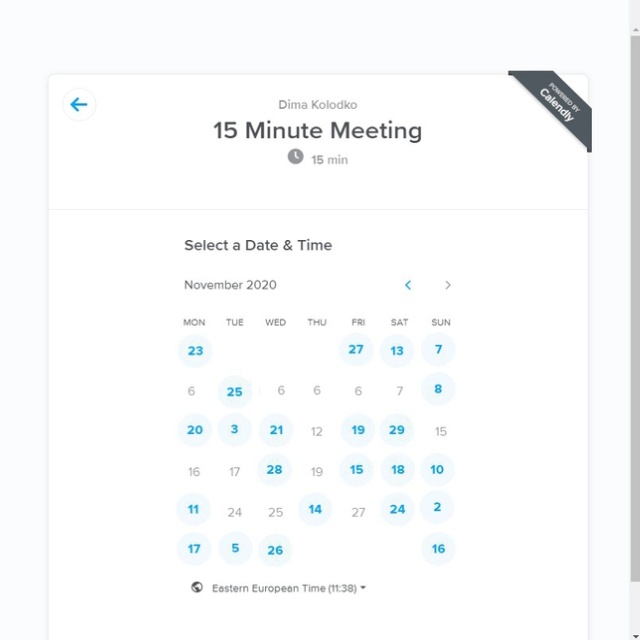 POWERED BY
Calendly
Dima Kolodko
15 Minute Meeting
15 min
Select a Date & Time
November 2020
MON TUE WED THU FRI SAT SUN
23 27 13 7
6 25 6 6 6 7 8
20 3 21 12 19 29 15
16 17 28 19 15 18 10
11 24 25 14 27 24 2
17 5 26 16
Eastern European Time (11:38)